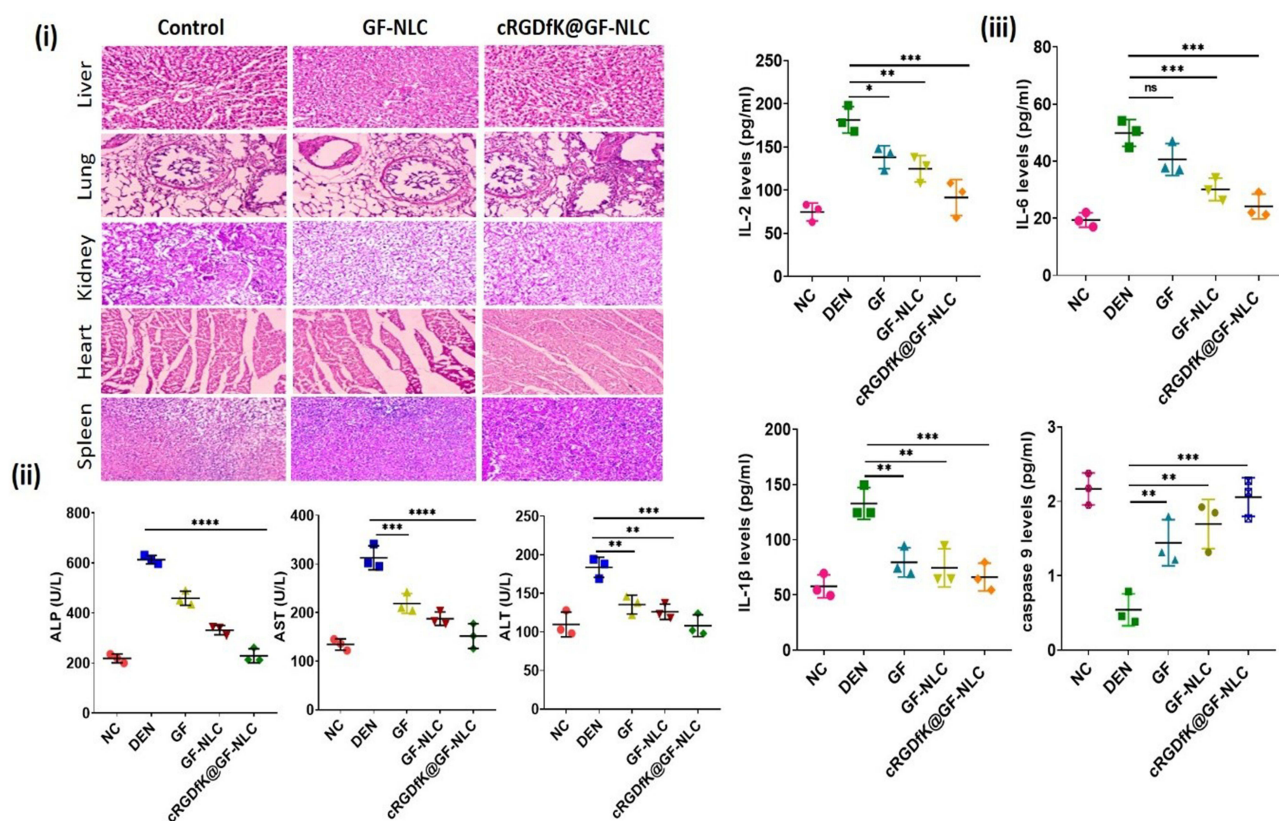 (i)
Control
GF-NLC
cRGDfK@GF-NLC
Liver
Lung
Kidney
Heart
Spleen
(ii)
ALP (U/L)
800
600
400
200
0
****
NC
DEN
GF
GF-NLC
cRGDfK@GF-NLC
AST (U/L)
400
300
200
100
0
****
***
NC
DEN
GF
GF-NLC
cRGDfK@GF-NLC
ALT (U/L)
250
200
150
100
50
0
***
**
**
NC
DEN
GF
GF-NLC
cRGDfK@GF-NLC
(iii)
IL-2 levels (pg/ml)
250
200
150
100
50
0
***
**
*
NC
DEN
GF
GF-NLC
cRGDfK@GF-NLC
IL-6 levels (pg/ml)
80
60
40
20
0
***
***
ns
NC
DEN
GF
GF-NLC
cRGDfK@GF-NLC
IL-1β levels (pg/ml)
150
100
50
0
***
**
**
NC
DEN
GF
GF-NLC
cRGDfK@GF-NLC
caspase 9 levels (pg/ml)
3
2
1
0
***
**
**
NC
DEN
GF
GF-NLC
cRGDfK@GF-NLC